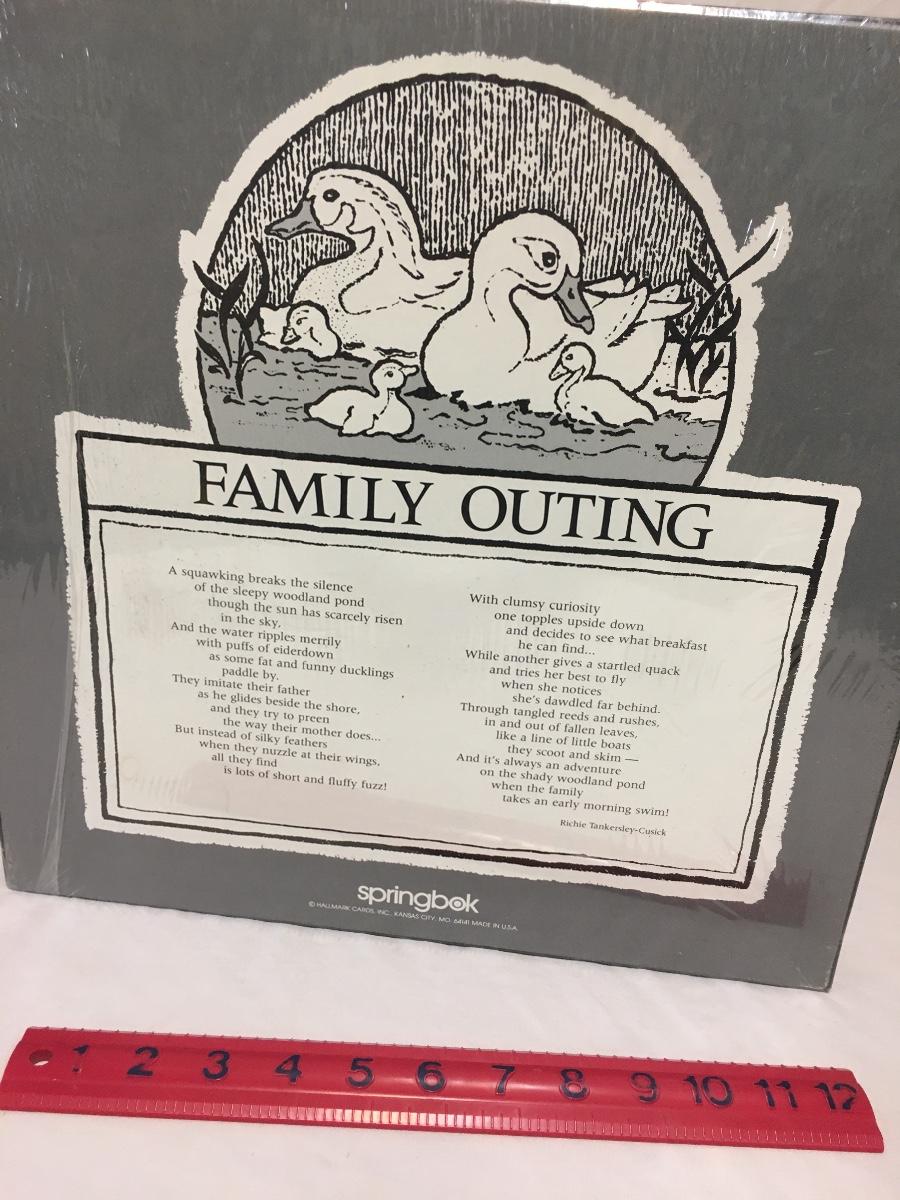 FAMILY OUTING
A squawking breaks the silence
of the sleepy woodland pond
though the sun has scarcely risen
in the sky.
And the water ripples merrily
with puffs of eiderdown
as some fat and funny ducklings
paddle by.
They imitate their father
as he glides beside the shore,
and they try to preen
the way their mother does...
But instead of silky feathers
when they nuzzle at their wings,
all they find
is lots of short and fluffy fuzz!
With clumsy curiosity
one topples upside down
and decides to see what breakfast
he can find...
While another gives a startled quack
and tries her best to fly
when she notices
she's dawdled far behind.
Through tangled reeds and rushes,
in and out of fallen leaves,
like a line of little boats
they scoot and skim —
And it's always an adventure
on the shady woodland pond
when the family
takes an early morning swim!
Richie Tankersley-Cusick
springbok
© HALLMARK CARDS, INC., KANSAS CITY, MO. 64141 MADE IN U.S.A.
1 2 3 4 5 6 7 8 9 10 11 12